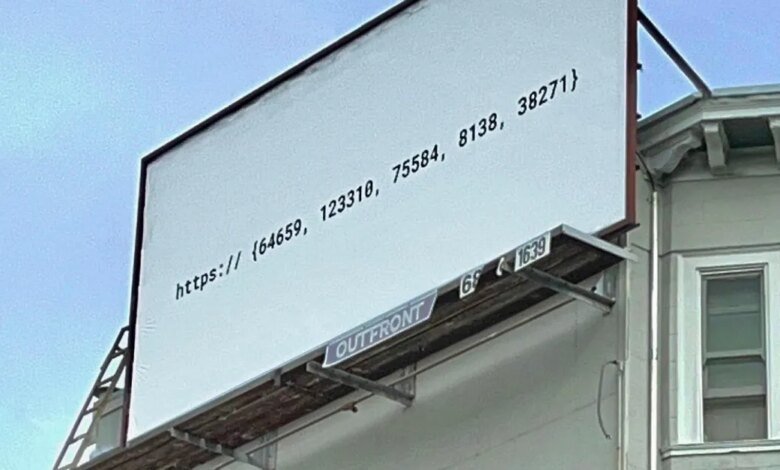 https:// {64659, 123310, 75584, 8138, 38271}
OUTFRONT
1639